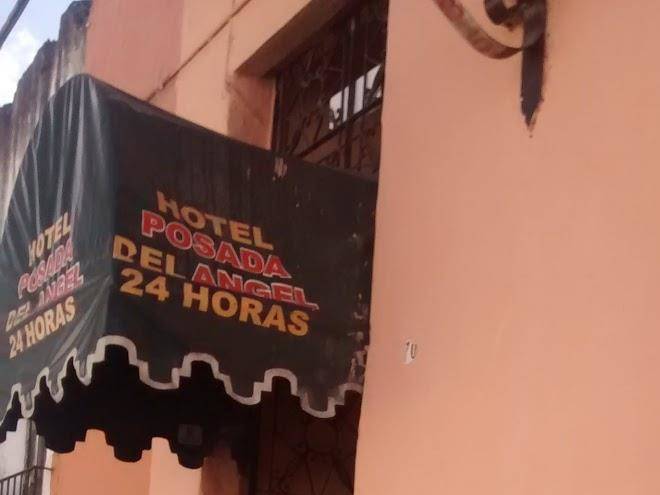 HOTEL
POSADA
DEL ANGEL
24 HORAS
HOTEL
POSADA
DEL ANGEL
24 HORAS